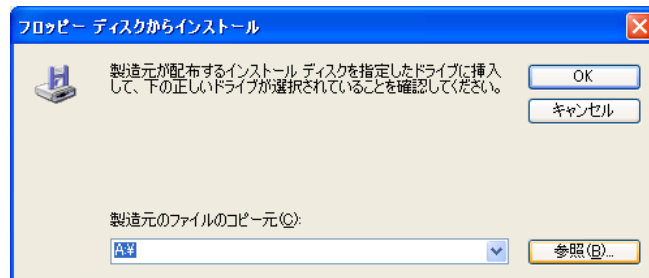 フロッピー ディスクからインストール
製造元が配布するインストール ディスクを指定したドライブに挿入
して、下の正しいドライブが選択されていることを確認してください。
OK
キャンセル
製造元のファイルのコピー元(C):
A:¥
参照(B)...